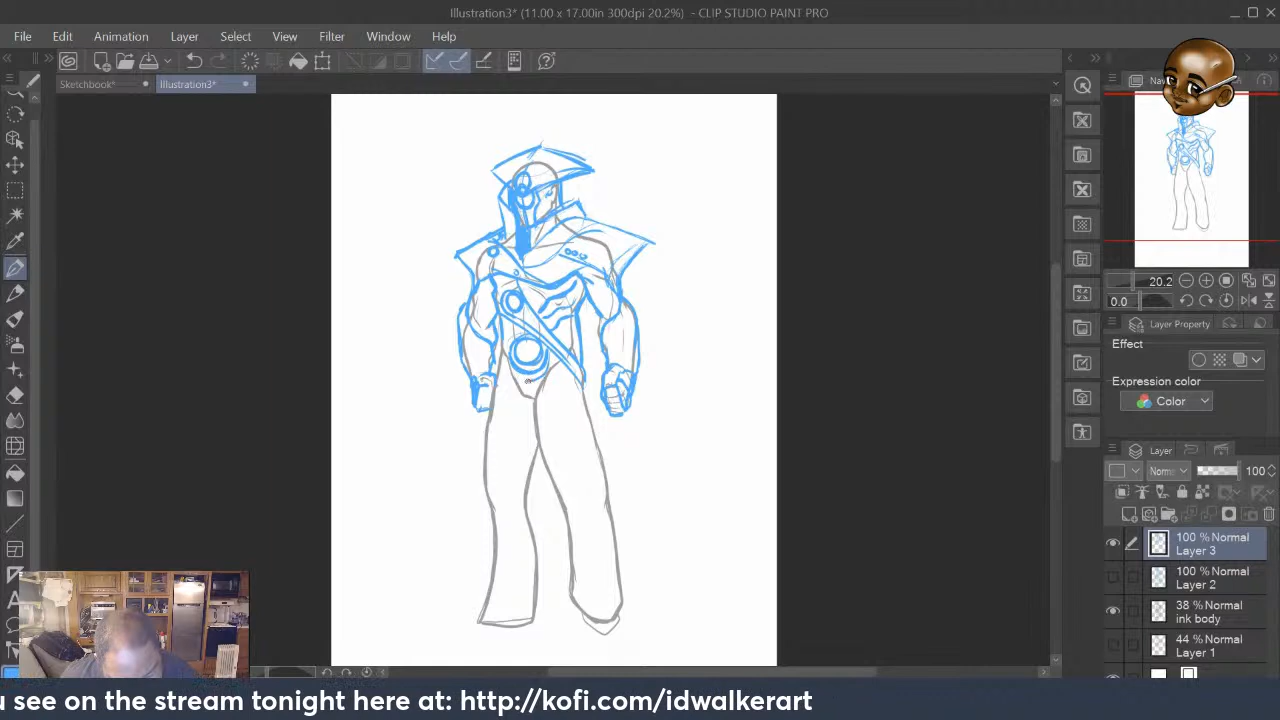 Illustration3* (11.00 x 17.00in 300dpi 20.2%) - CLIP STUDIO PAINT PRO
File Edit Animation Layer Select View Filter Window Help
Sketchbook* Illustration3*
20.2
0.0
Layer Property
Effect
Expression color
Color
Layer
100
100 % Normal
Layer 3
100 % Normal
Layer 2
38 % Normal
ink body
44 % Normal
Layer 1
u see on the stream tonight here at: http://kofi.com/idwalkerart